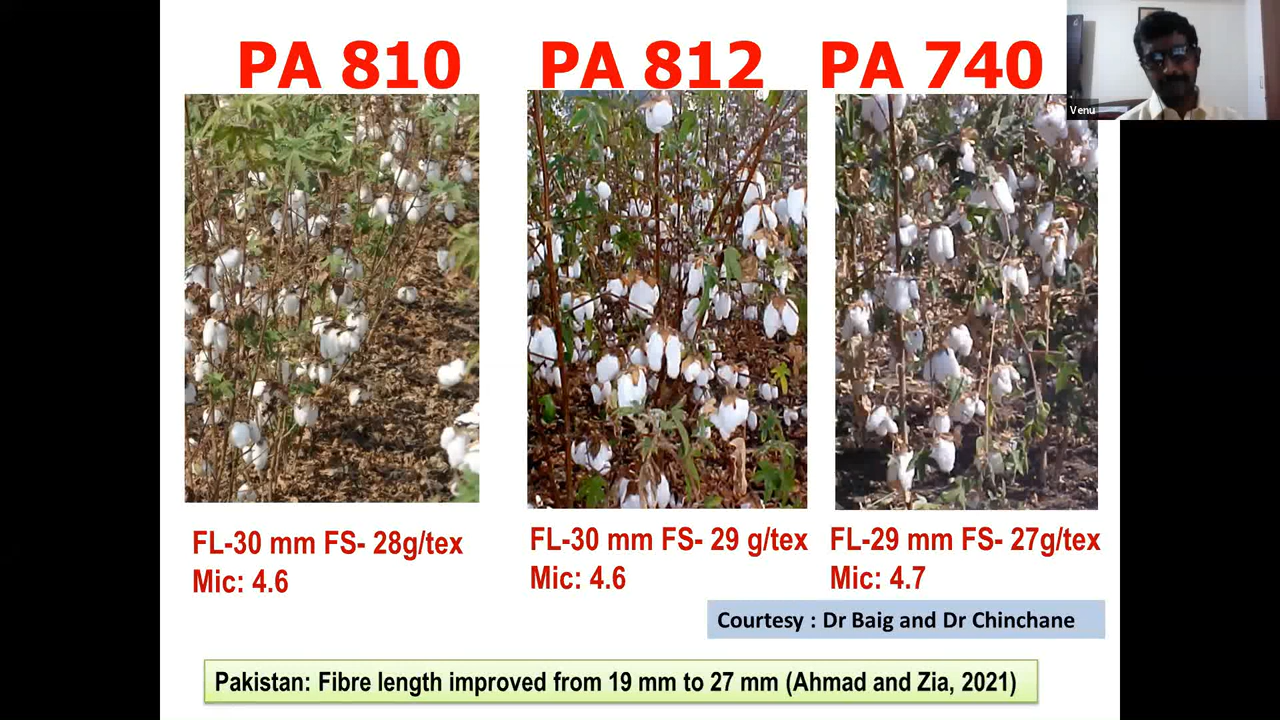 PA 810 PA 812 PA 740
Venu
FL-30 mm FS- 28g/tex
Mic: 4.6
FL-30 mm FS- 29 g/tex
Mic: 4.6
FL-29 mm FS- 27g/tex
Mic: 4.7
Courtesy : Dr Baig and Dr Chinchane
Pakistan: Fibre length improved from 19 mm to 27 mm (Ahmad and Zia, 2021)